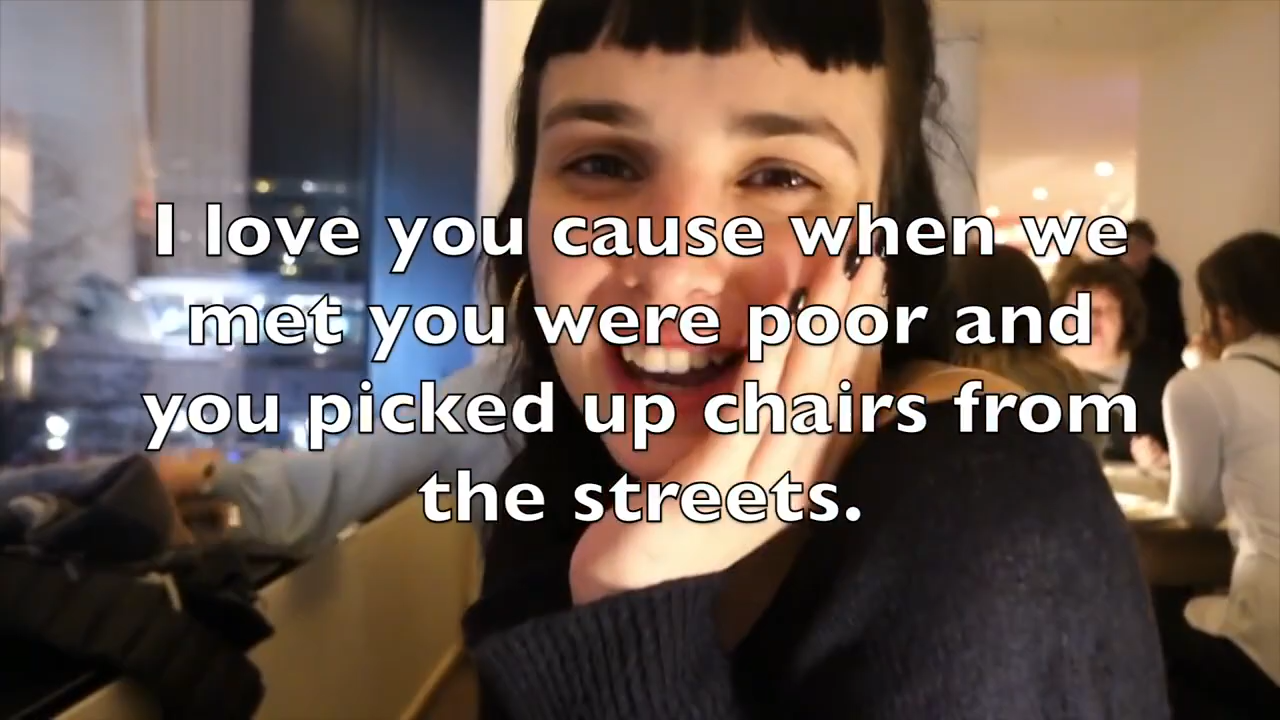 I love you cause when we
met you were poor and
you picked up chairs from
the streets.